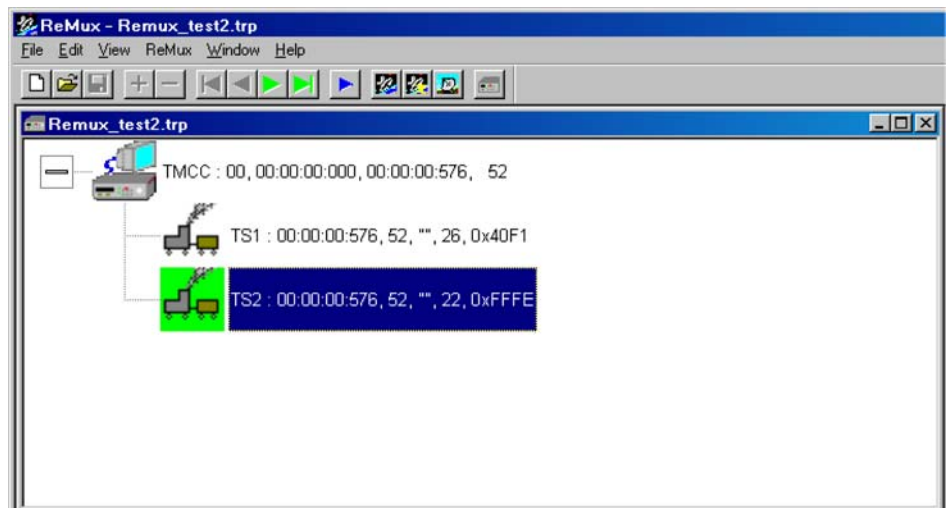 ReMux - Remux_test2.trp
File Edit View ReMux Window Help
Remux_test2.trp
TMCC : 00, 00:00:00:000, 00:00:00:576, 52
TS1 : 00:00:00:576, 52, "", 26, 0x40F1
TS2 : 00:00:00:576, 52, "", 22, 0xFFFE